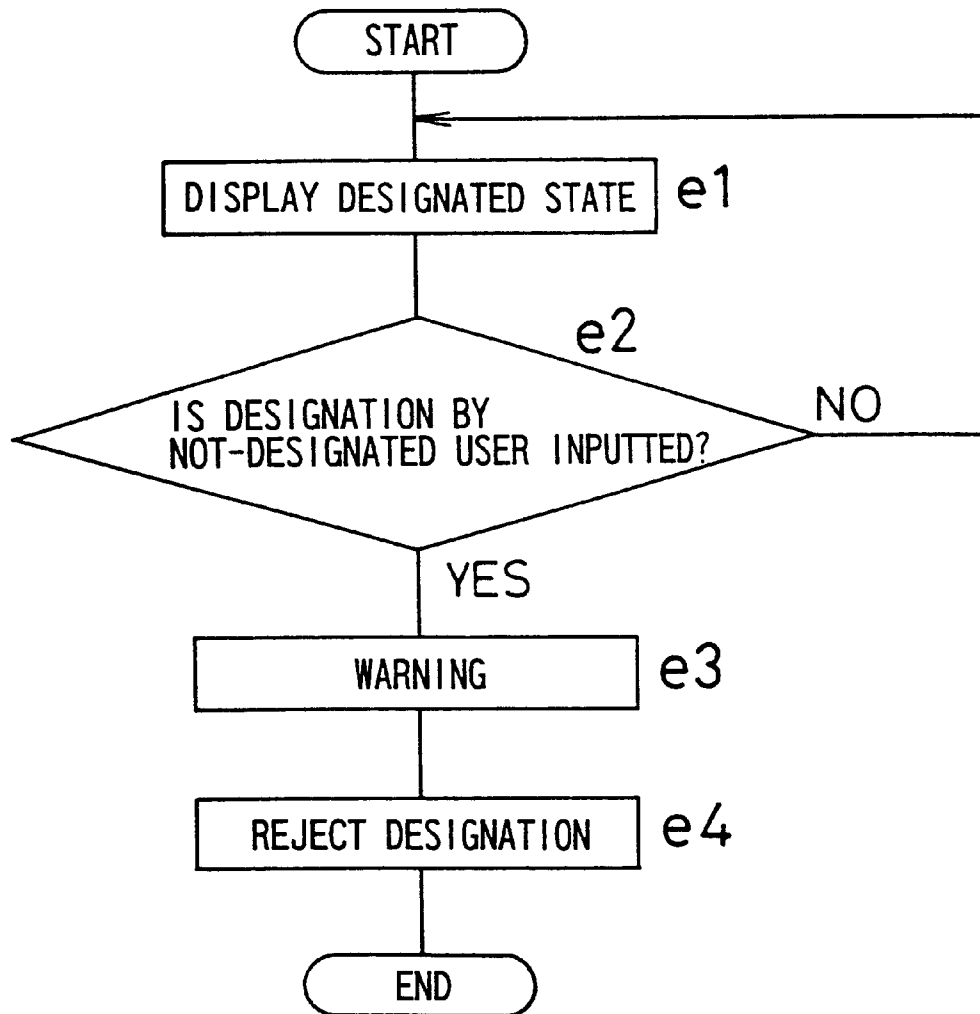 START
DISPLAY DESIGNATED STATE
e1
e2
IS DESIGNATION BY
NOT-DESIGNATED USER INPUTTED?
NO
YES
WARNING
e3
REJECT DESIGNATION
e4
END